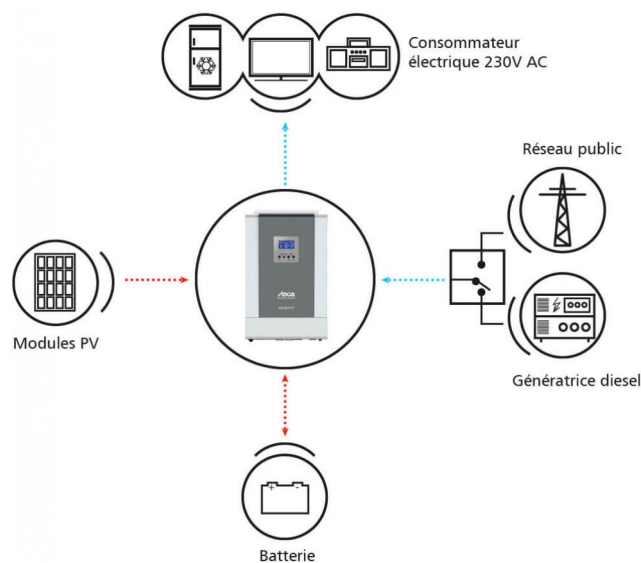 Consommateur
électrique 230V AC
Réseau public
Modules PV
Génératrice diesel
Batterie